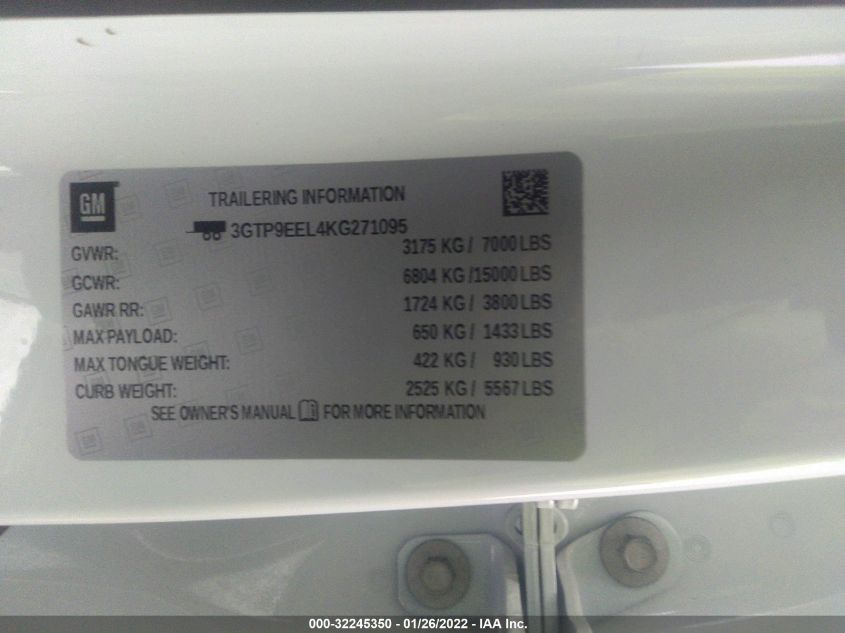 GM
TRAILERING INFORMATION
3GTP9EEL4KG271095
GVWR: 3175 KG / 7000 LBS
GCWR: 6804 KG /15000 LBS
GAWR RR: 1724 KG / 3800 LBS
MAX PAYLOAD: 650 KG / 1433 LBS
MAX TONGUE WEIGHT: 422 KG / 930 LBS
CURB WEIGHT: 2525 KG / 5567 LBS
SEE OWNER'S MANUAL FOR MORE INFORMATION
000-32245350 - 01/26/2022 - IAA Inc.